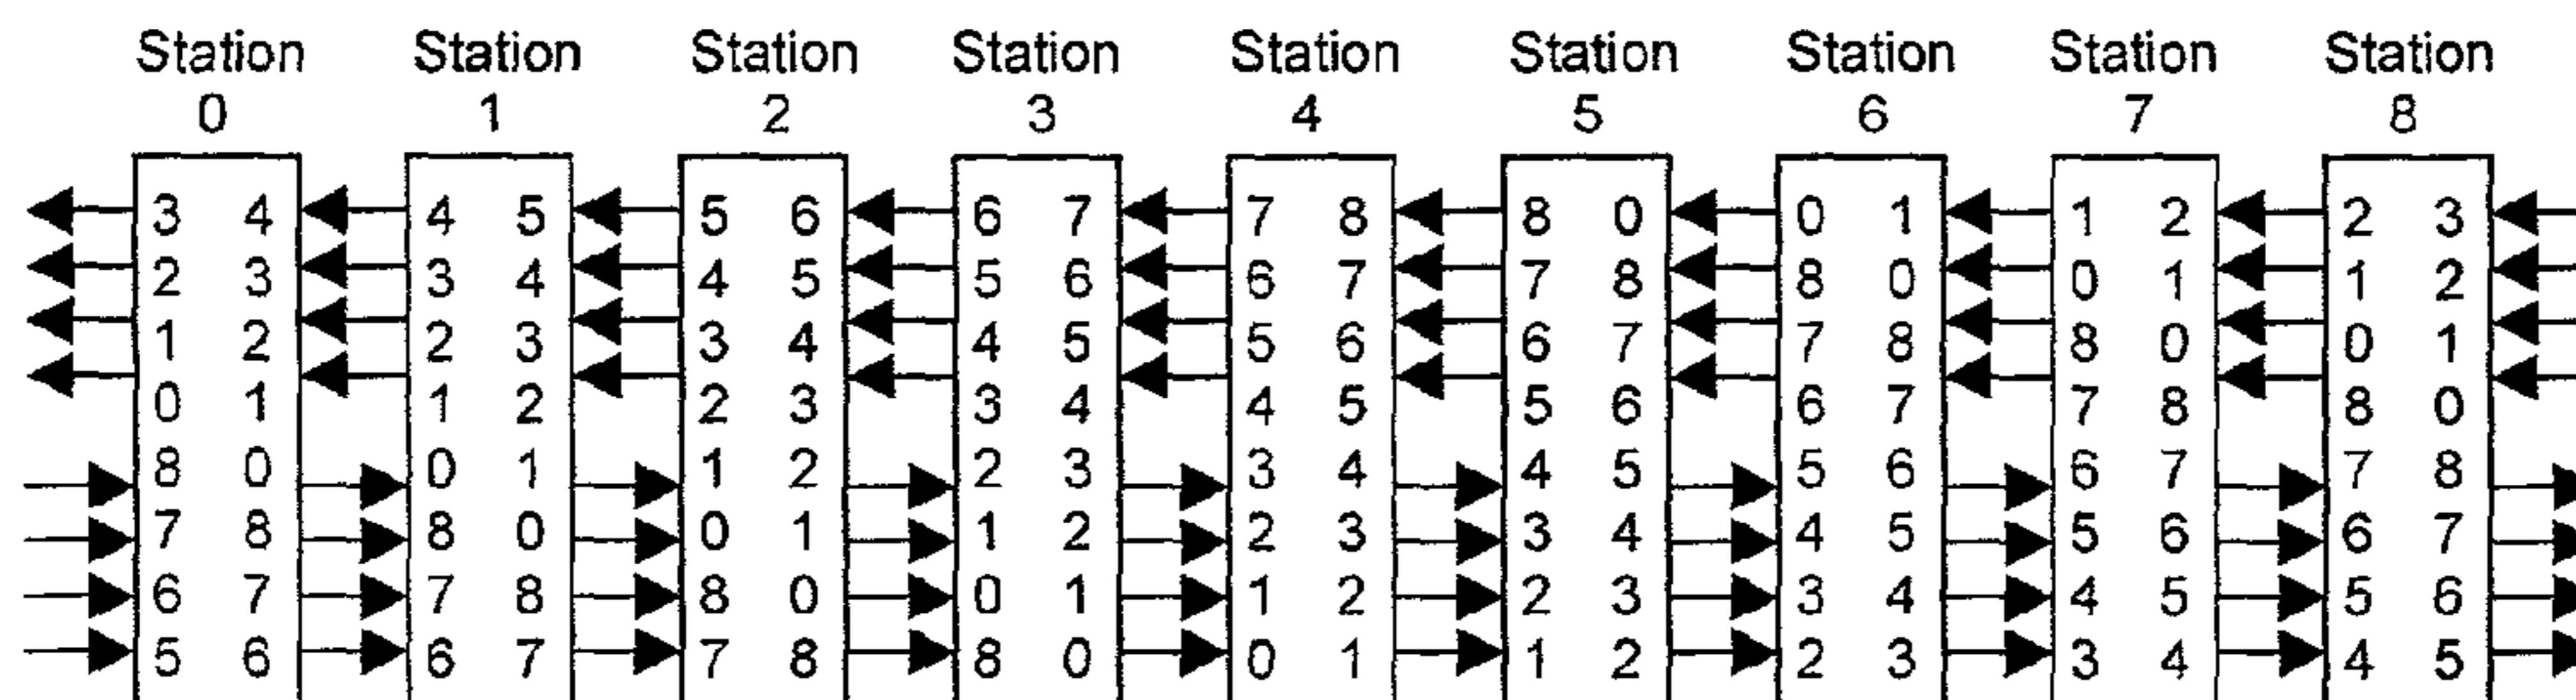 Station Station Station Station Station Station Station Station Station
0 1 2 3 4 5 6 7 8
3 4 4 5 5 6 6 7 7 8 8 0 0 1 1 2 2 3
2 3 3 4 4 5 5 6 6 7 7 8 8 0 0 1 1 2
1 2 2 3 3 4 4 5 5 6 6 7 7 8 8 0 0 1
0 1 1 2 2 3 3 4 4 5 5 6 6 7 7 8 8 0
8 0 0 1 1 2 2 3 3 4 4 5 5 6 6 7 7 8
7 8 8 0 0 1 1 2 2 3 3 4 4 5 5 6 6 7
6 7 7 8 8 0 0 1 1 2 2 3 3 4 4 5 5 6
5 6 6 7 7 8 8 0 0 1 1 2 2 3 3 4 4 5